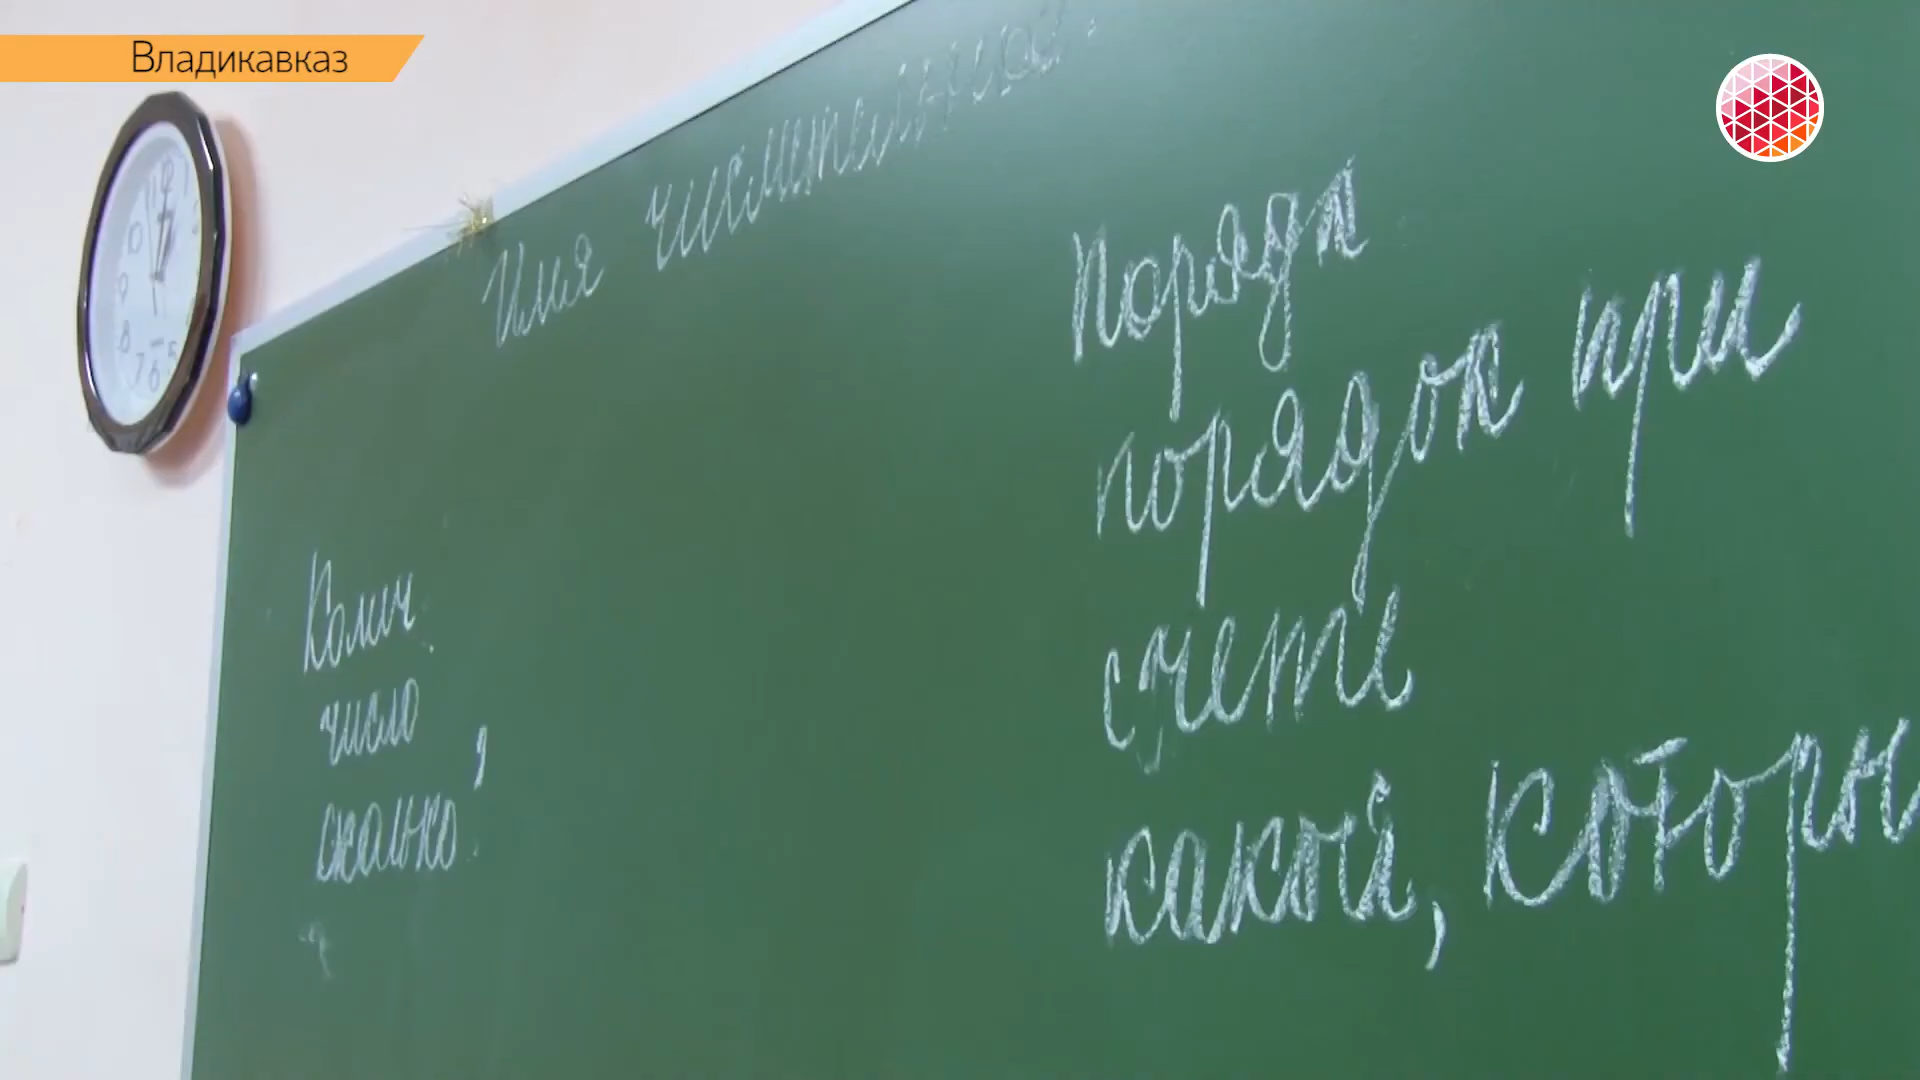 Владикавказ
Имя числительное.
Колич.
число,
сколько?
Порядк
порядок при
счете
какой, которы